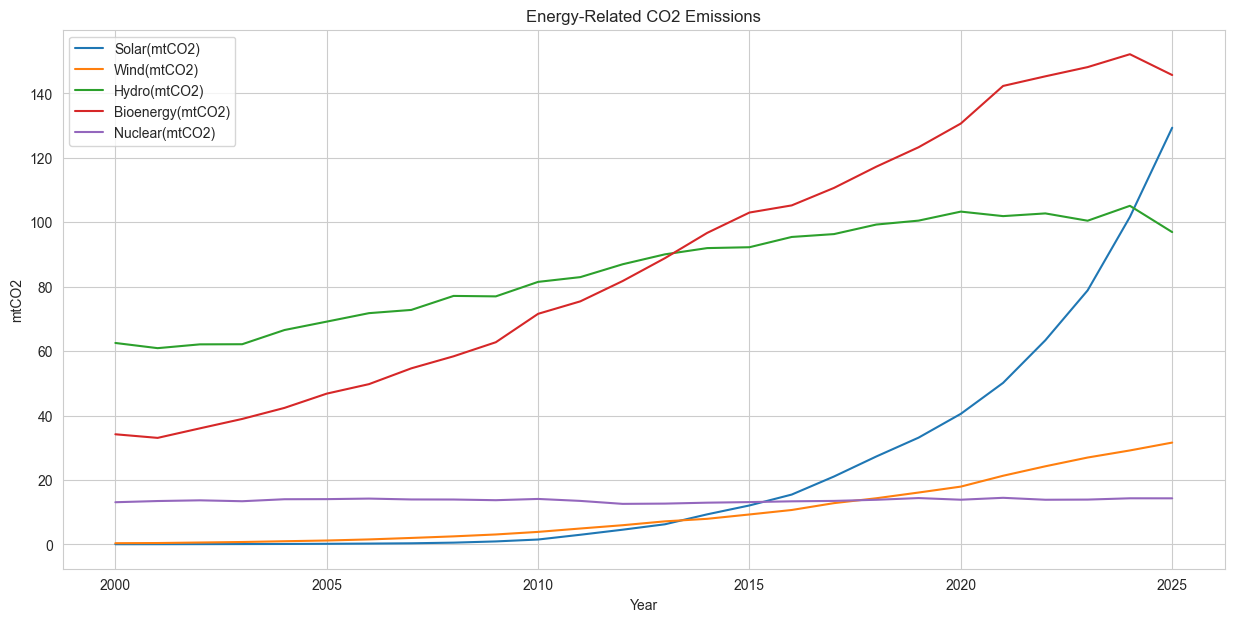 Energy-Related CO2 Emissions
Solar(mtCO2)
Wind(mtCO2)
Hydro(mtCO2)
Bioenergy(mtCO2)
Nuclear(mtCO2)
mtCO2
140
120
100
80
60
40
20
0
2000 2005 2010 2015 2020 2025
Year